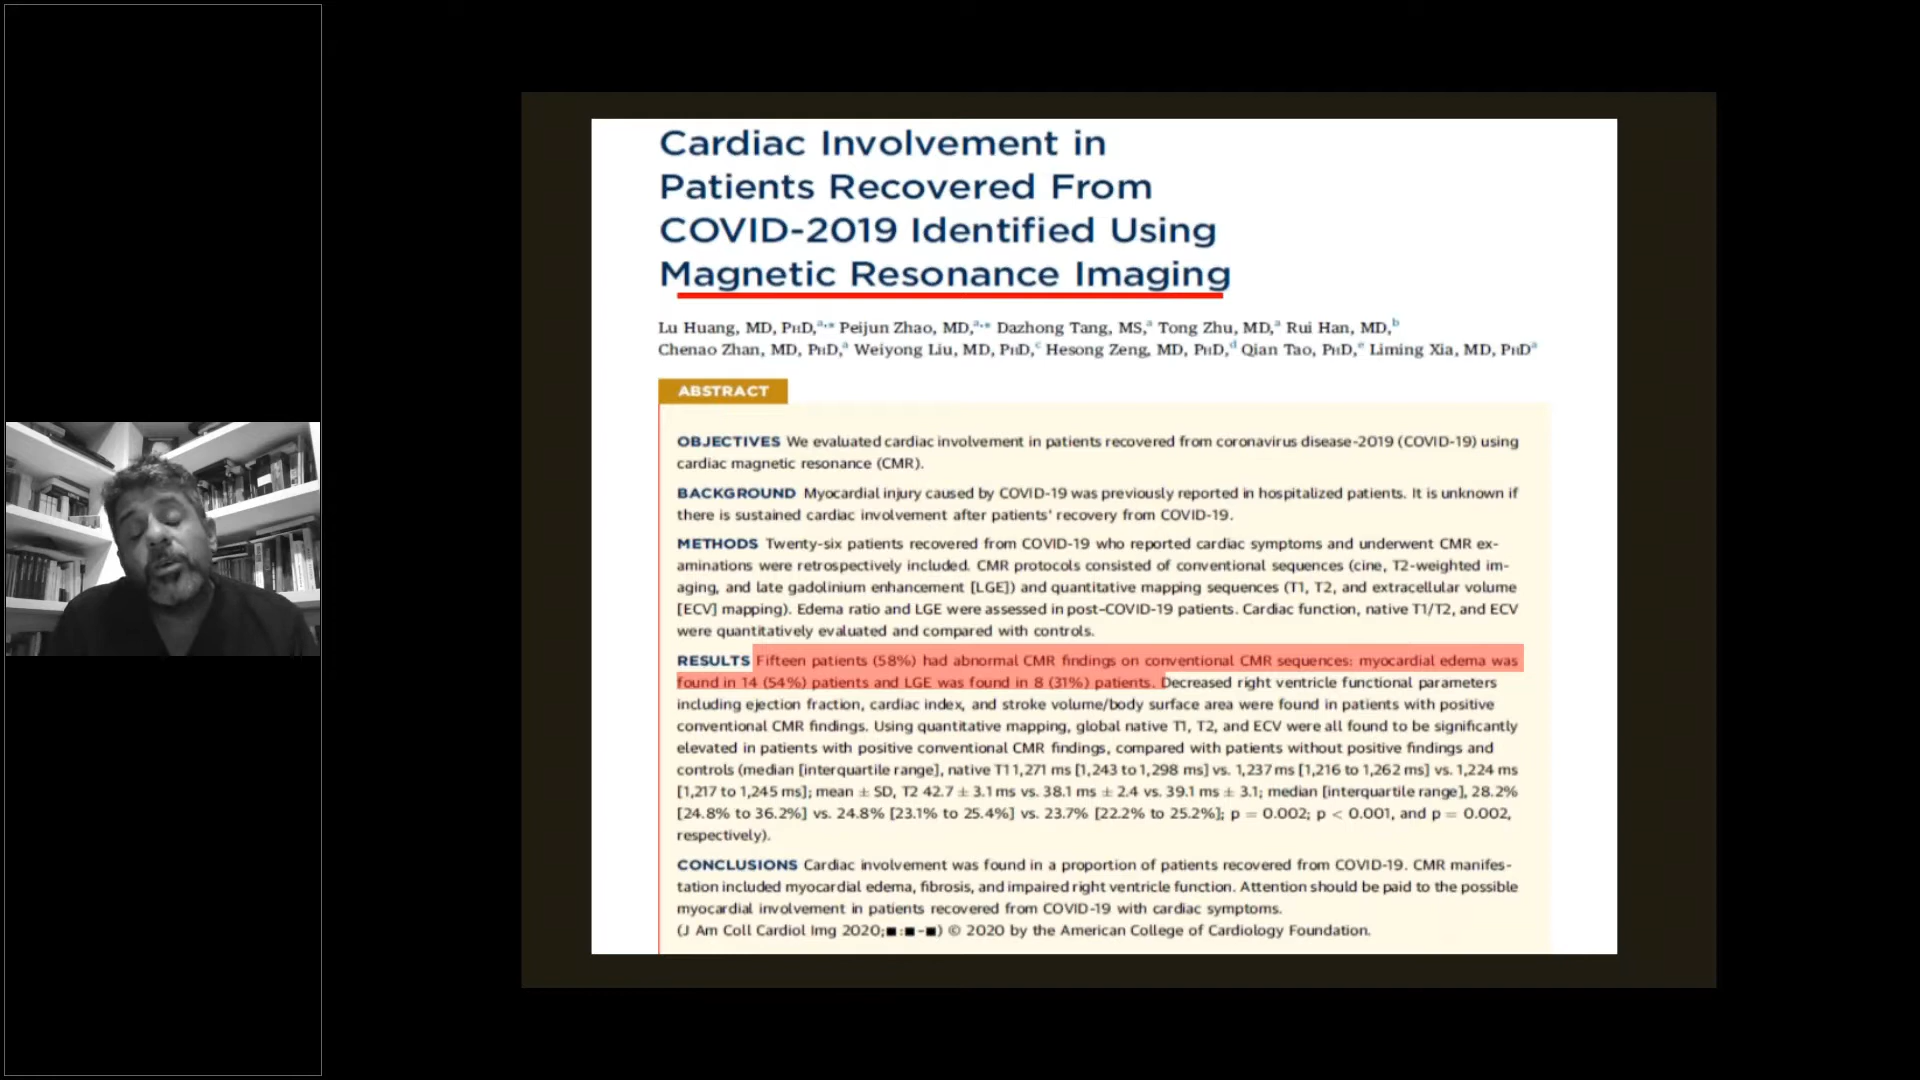 Cardiac Involvement in
Patients Recovered From
COVID-2019 Identified Using
Magnetic Resonance Imaging
Lu Huang, MD, PHD,a,* Peijun Zhao, MD,a,* Dazhong Tang, MS,a Tong Zhu, MD,a Rui Han, MD,b
Chenao Zhan, MD, PHD,a Weiyong Liu, MD, PHD,c Hesong Zeng, MD, PHD,d Qian Tao, PHD,e Liming Xia, MD, PHDa
ABSTRACT
OBJECTIVES We evaluated cardiac involvement in patients recovered from coronavirus disease-2019 (COVID-19) using
cardiac magnetic resonance (CMR).
BACKGROUND Myocardial injury caused by COVID-19 was previously reported in hospitalized patients. It is unknown if
there is sustained cardiac involvement after patients' recovery from COVID-19.
METHODS Twenty-six patients recovered from COVID-19 who reported cardiac symptoms and underwent CMR ex-
aminations were retrospectively included. CMR protocols consisted of conventional sequences (cine, T2-weighted im-
aging, and late gadolinium enhancement [LGE]) and quantitative mapping sequences (T1, T2, and extracellular volume
[ECV] mapping). Edema ratio and LGE were assessed in post-COVID-19 patients. Cardiac function, native T1/T2, and ECV
were quantitatively evaluated and compared with controls.
RESULTS Fifteen patients (58%) had abnormal CMR findings on conventional CMR sequences: myocardial edema was
found in 14 (54%) patients and LGE was found in 8 (31%) patients. Decreased right ventricle functional parameters
including ejection fraction, cardiac index, and stroke volume/body surface area were found in patients with positive
conventional CMR findings. Using quantitative mapping, global native T1, T2, and ECV were all found to be significantly
elevated in patients with positive conventional CMR findings, compared with patients without positive findings and
controls (median [interquartile range], native T1 1,271 ms [1,243 to 1,298 ms] vs. 1,237 ms [1,216 to 1,262 ms] vs. 1,224 ms
[1,217 to 1,245 ms]; mean ± SD, T2 42.7 ± 3.1 ms vs. 38.1 ms ± 2.4 vs. 39.1 ms ± 3.1; median [interquartile range], 28.2%
[24.8% to 36.2%] vs. 24.8% [23.1% to 25.4%] vs. 23.7% [22.2% to 25.2%]; p = 0.002; p < 0.001, and p = 0.002,
respectively).
CONCLUSIONS Cardiac involvement was found in a proportion of patients recovered from COVID-19. CMR manifes-
tation included myocardial edema, fibrosis, and impaired right ventricle function. Attention should be paid to the possible
myocardial involvement in patients recovered from COVID-19 with cardiac symptoms.
(J Am Coll Cardiol Img 2020;■:■-■) © 2020 by the American College of Cardiology Foundation.